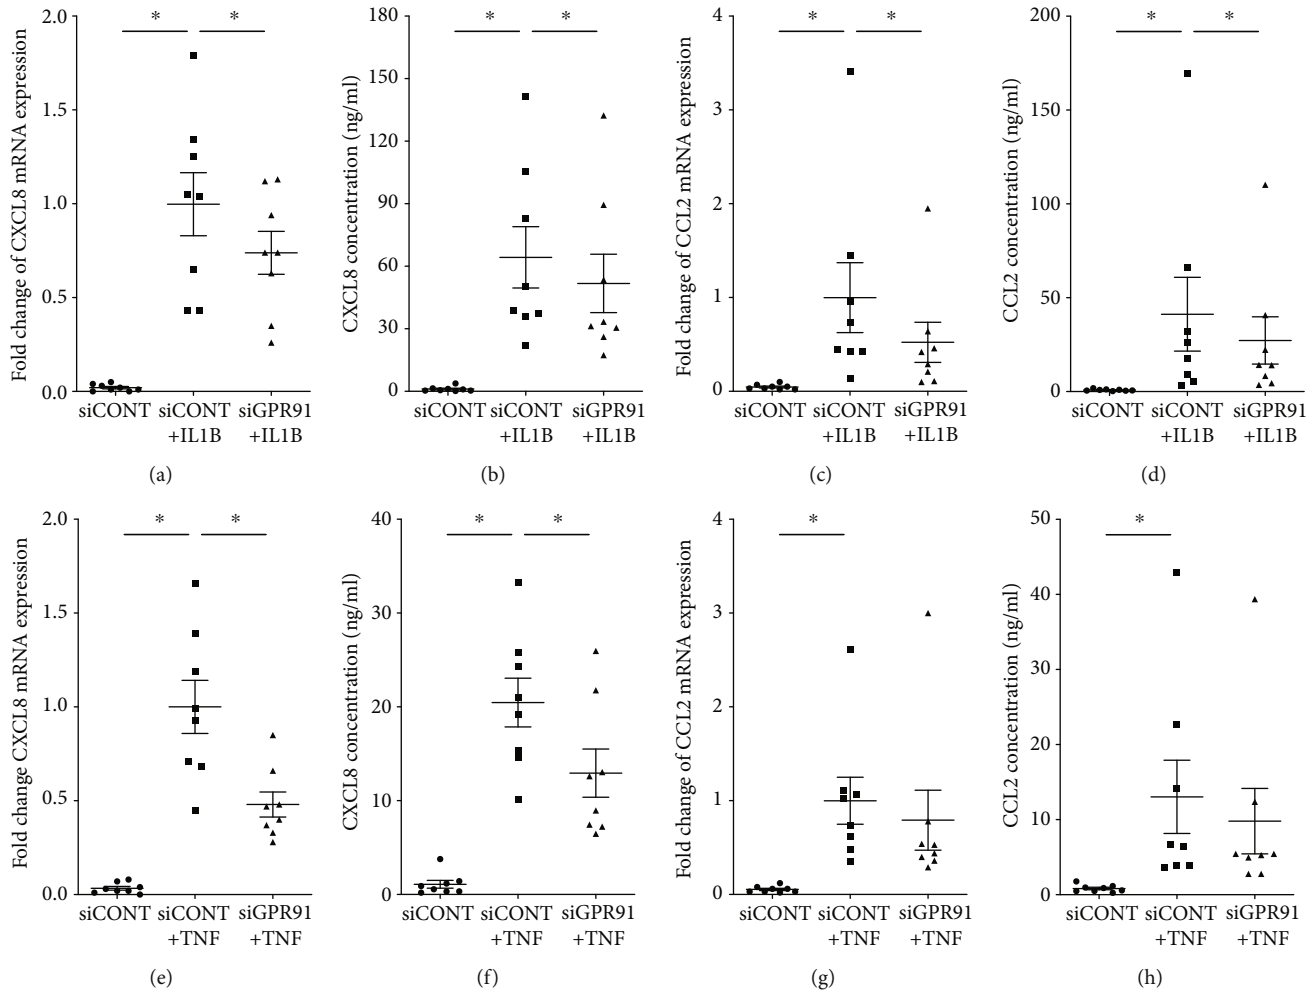 * * * * * * * *
Fold change of CXCL8 mRNA expression
2.0
1.5
1.0
0.5
0.0
siCONT siCONT siGPR91
+IL1B +IL1B
(a)
CXCL8 concentration (ng/ml)
180
150
120
90
60
30
0
siCONT siCONT siGPR91
+IL1B +IL1B
(b)
Fold change of CCL2 mRNA expression
4
3
2
1
0
siCONT siCONT siGPR91
+IL1B +IL1B
(c)
CCL2 concentration (ng/ml)
200
150
100
50
0
siCONT siCONT siGPR91
+IL1B +IL1B
(d)
* * * * * *
Fold change CXCL8 mRNA expression
2.0
1.5
1.0
0.5
0.0
siCONT siCONT siGPR91
+TNF +TNF
(e)
CXCL8 concentration (ng/ml)
40
30
20
10
0
siCONT siCONT siGPR91
+TNF +TNF
(f)
Fold change of CCL2 mRNA expression
4
3
2
1
0
siCONT siCONT siGPR91
+TNF +TNF
(g)
CCL2 concentration (ng/ml)
50
40
30
20
10
0
siCONT siCONT siGPR91
+TNF +TNF
(h)